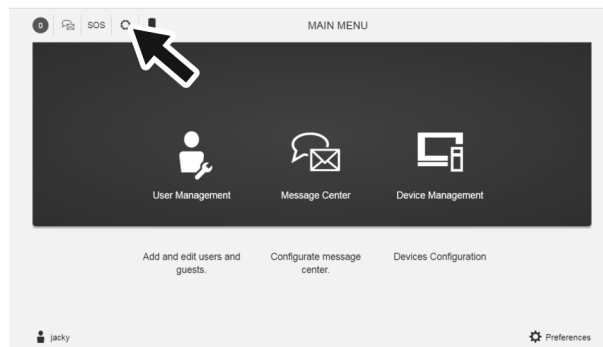 0
SOS
MAIN MENU
User Management
Message Center
Device Management
Add and edit users and
guests.
Configurate message
center.
Devices Configuration
jacky
Preferences